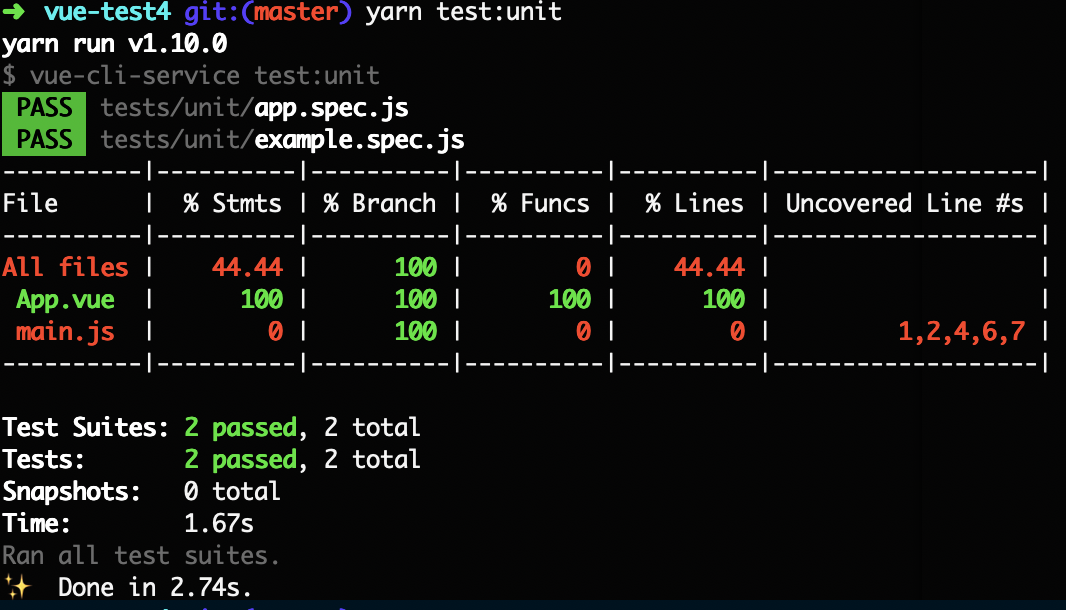 ➜ vue-test4 git:(master) yarn test:unit
yarn run v1.10.0
$ vue-cli-service test:unit
PASS tests/unit/app.spec.js
PASS tests/unit/example.spec.js
----------|----------|----------|----------|----------|-------------------|
File      |  % Stmts | % Branch |  % Funcs |  % Lines | Uncovered Line #s |
----------|----------|----------|----------|----------|-------------------|
All files |    44.44 |      100 |        0 |    44.44 |                   |
 App.vue  |      100 |      100 |      100 |      100 |                   |
 main.js  |        0 |      100 |        0 |        0 |         1,2,4,6,7 |
----------|----------|----------|----------|----------|-------------------|
Test Suites: 2 passed, 2 total
Tests:       2 passed, 2 total
Snapshots:   0 total
Time:        1.67s
Ran all test suites.
✨  Done in 2.74s.